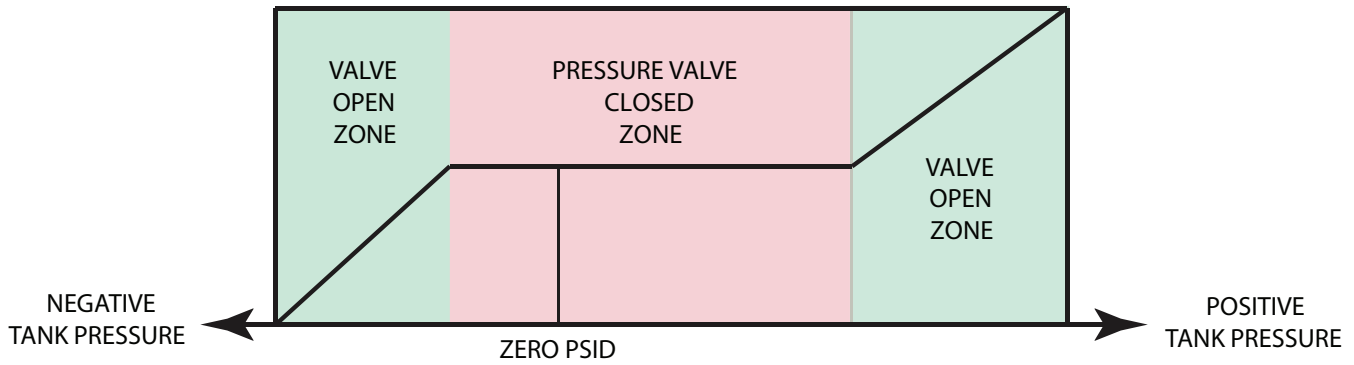 VALVE
OPEN
ZONE
PRESSURE VALVE
CLOSED
ZONE
VALVE
OPEN
ZONE
NEGATIVE
TANK PRESSURE
ZERO PSID
POSITIVE
TANK PRESSURE